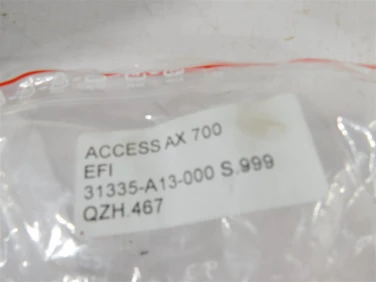 ACCESS AX 700
EFI
31335-A13-000 S.999
QZH.467